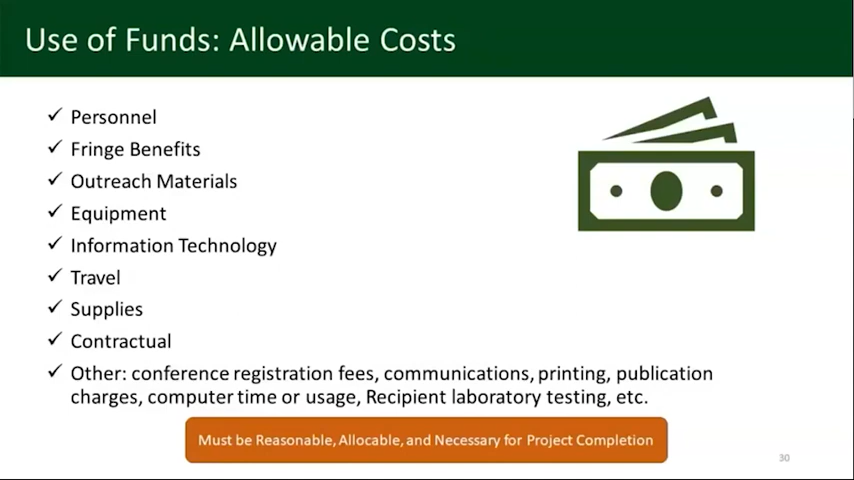 Use of Funds: Allowable Costs
✓ Personnel
✓ Fringe Benefits
✓ Outreach Materials
✓ Equipment
✓ Information Technology
✓ Travel
✓ Supplies
✓ Contractual
✓ Other: conference registration fees, communications, printing, publication
charges, computer time or usage, Recipient laboratory testing, etc.
Must be Reasonable, Allocable, and Necessary for Project Completion
30